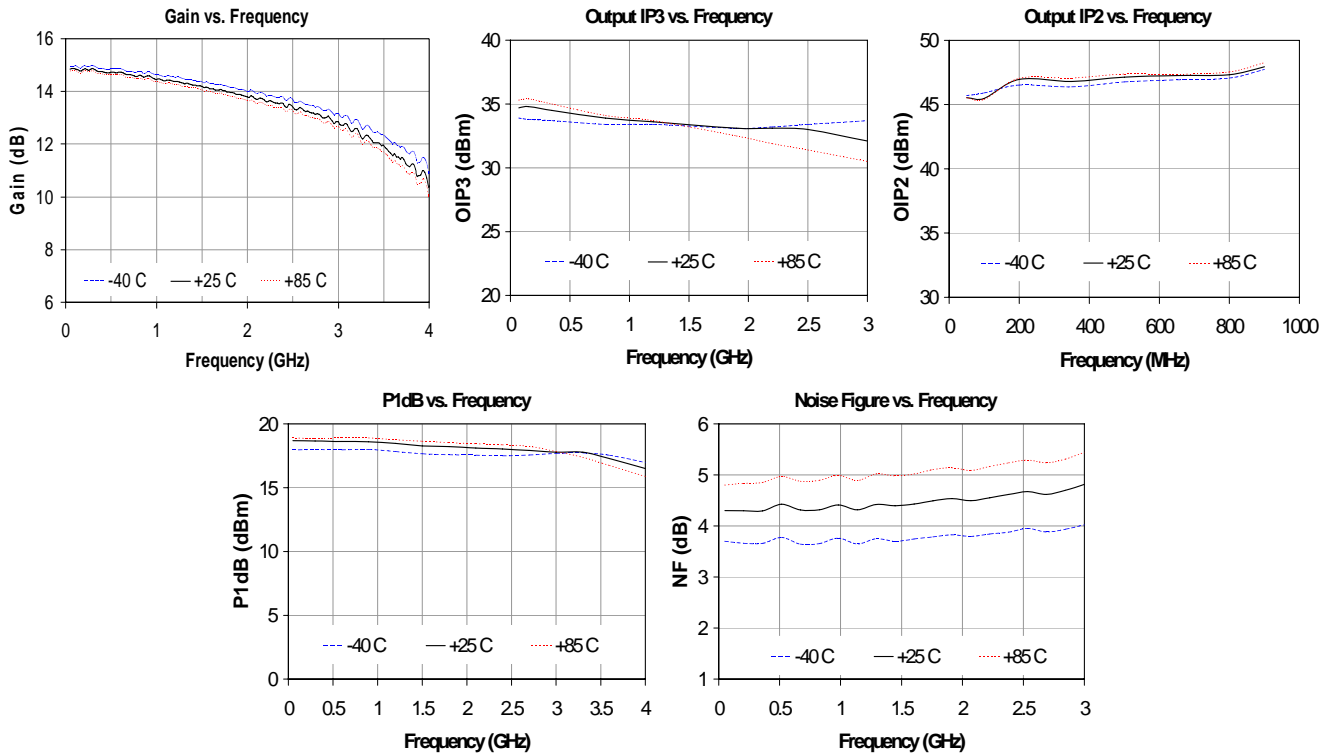 Gain vs. Frequency
16
14
12
10
8
6
Gain (dB)
-40 C +25 C +85 C
0 1 2 3 4
Frequency (GHz)
Output IP3 vs. Frequency
40
35
30
25
20
OIP3 (dBm)
-40 C +25 C +85 C
0 0.5 1 1.5 2 2.5 3
Frequency (GHz)
Output IP2 vs. Frequency
50
45
40
35
30
OIP2 (dBm)
-40 C +25 C +85 C
0 200 400 600 800 1000
Frequency (MHz)
P1dB vs. Frequency
20
15
10
5
0
P1dB (dBm)
-40 C +25 C +85 C
0 0.5 1 1.5 2 2.5 3 3.5 4
Frequency (GHz)
Noise Figure vs. Frequency
6
5
4
3
2
1
NF (dB)
-40 C +25 C +85 C
0 0.5 1 1.5 2 2.5 3
Frequency (GHz)